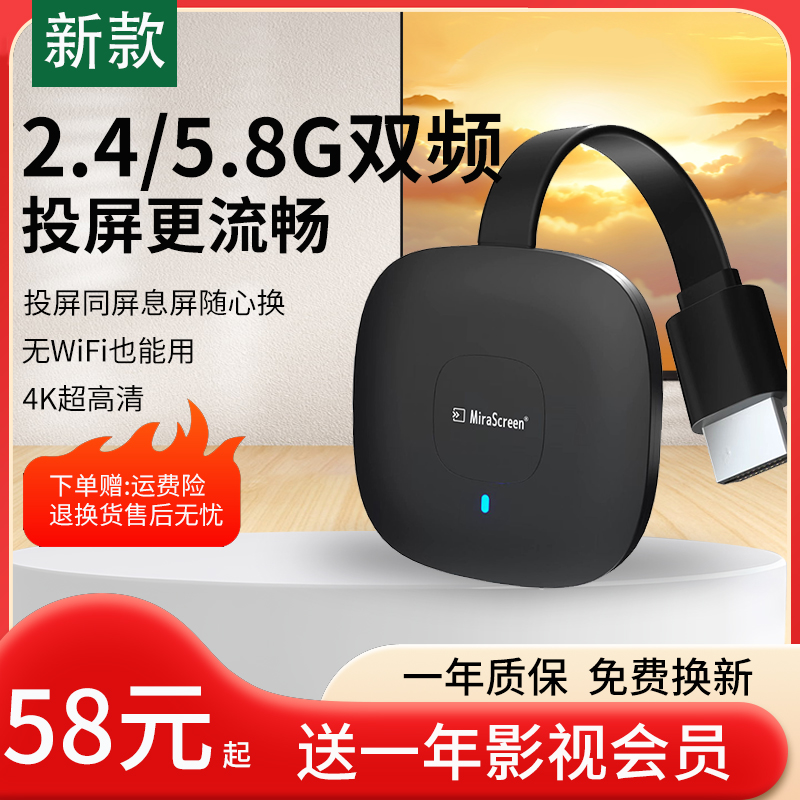 新款
2.4/5.8G双频
投屏更流畅
投屏同屏息屏随心换
无WiFi也能用
4K超高清
MiraScreen®
下单赠:运费险
退换货售后无忧
一年质保 免费换新
58元起
送一年影视会员